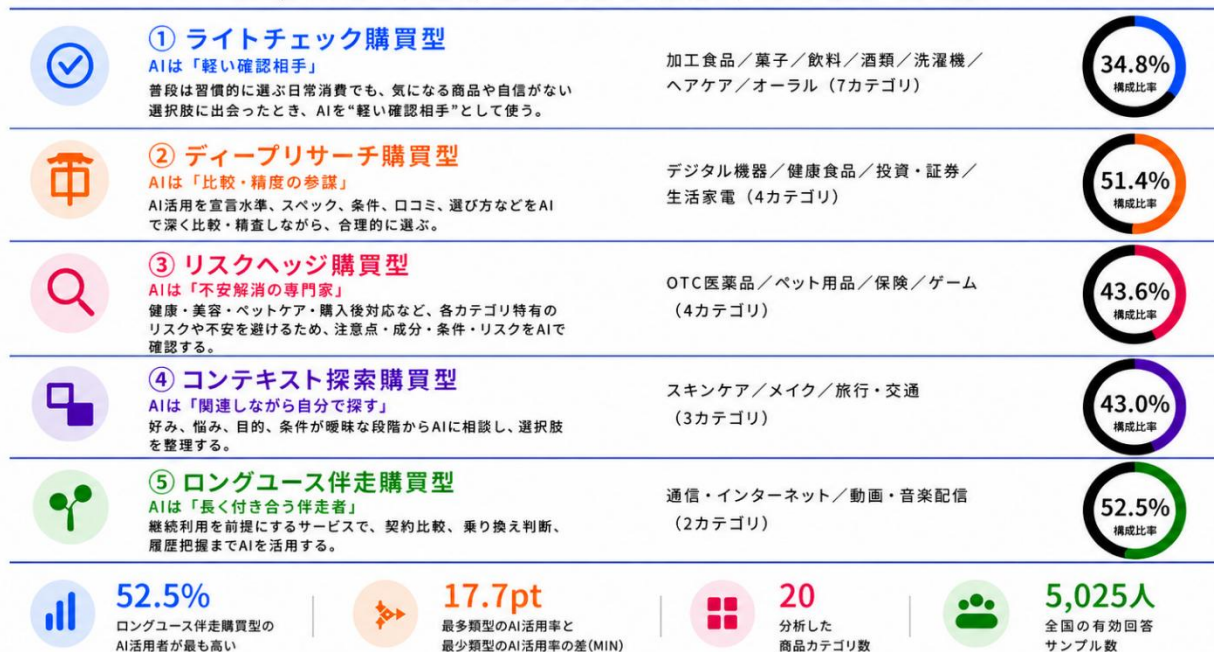 ① ライトチェック購買型
AIは「軽い確認相手」
普段は習慣的に選ぶ日常消費でも、気になる商品や自信がない
選択肢に出会ったとき、AIを“軽い確認相手”として使う。
加工食品／菓子／飲料／酒類／洗濯機／
ヘアケア／オーラル（7カテゴリ）
34.8%
構成比率
② ディープリサーチ購買型
AIは「比較・精度の参謀」
AI活用を宣言水準、スペック、条件、口コミ、選び方などをAI
で深く比較・精査しながら、合理的に選ぶ。
デジタル機器／健康食品／投資・証券／
生活家電（4カテゴリ）
51.4%
構成比率
③ リスクヘッジ購買型
AIは「不安解消の専門家」
健康・美容・ペットケア・購入後対応など、各カテゴリ特有の
リスクや不安を避けるため、注意点・成分・条件・リスクをAIで
確認する。
OTC医薬品／ペット用品／保険／ゲーム
（4カテゴリ）
43.6%
構成比率
④ コンテキスト探索購買型
AIは「関連しながら自分で探す」
好み、悩み、目的、条件が曖昧な段階からAIに相談し、選択肢
を整理する。
スキンケア／メイク／旅行・交通
（3カテゴリ）
43.0%
構成比率
⑤ ロングユース伴走購買型
AIは「長く付き合う伴走者」
継続利用を前提にするサービスで、契約比較、乗り換え判断、
履歴把握までAIを活用する。
通信・インターネット／動画・音楽配信
（2カテゴリ）
52.5%
構成比率
52.5%
ロングユース伴走購買型の
AI活用者が最も高い
17.7pt
最多類型のAI活用率と
最少類型のAI活用率の差(MIN)
20
分析した
商品カテゴリ数
5,025人
全国の有効回答
サンプル数